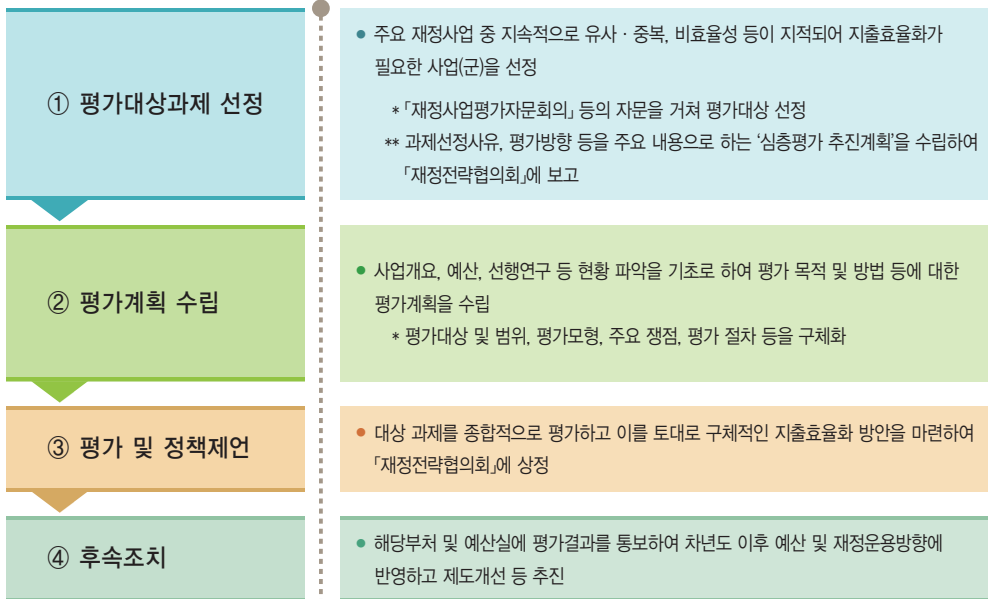 ① 평가대상과제 선정
● 주요 재정사업 중 지속적으로 유사 · 중복, 비효율성 등이 지적되어 지출효율화가
필요한 사업(군)을 선정
* 「재정사업평가자문회의」 등의 자문을 거쳐 평가대상 선정
** 과제선정사유, 평가방향 등을 주요 내용으로 하는 ‘심층평가 추진계획’을 수립하여
「재정전략협의회」에 보고
② 평가계획 수립
● 사업개요, 예산, 선행연구 등 현황 파악을 기초로 하여 평가 목적 및 방법 등에 대한
평가계획을 수립
* 평가대상 및 범위, 평가모형, 주요 쟁점, 평가 절차 등을 구체화
③ 평가 및 정책제언
● 대상 과제를 종합적으로 평가하고 이를 토대로 구체적인 지출효율화 방안을 마련하여
「재정전략협의회」에 상정
④ 후속조치
● 해당부처 및 예산실에 평가결과를 통보하여 차년도 이후 예산 및 재정운용방향에
반영하고 제도개선 등 추진